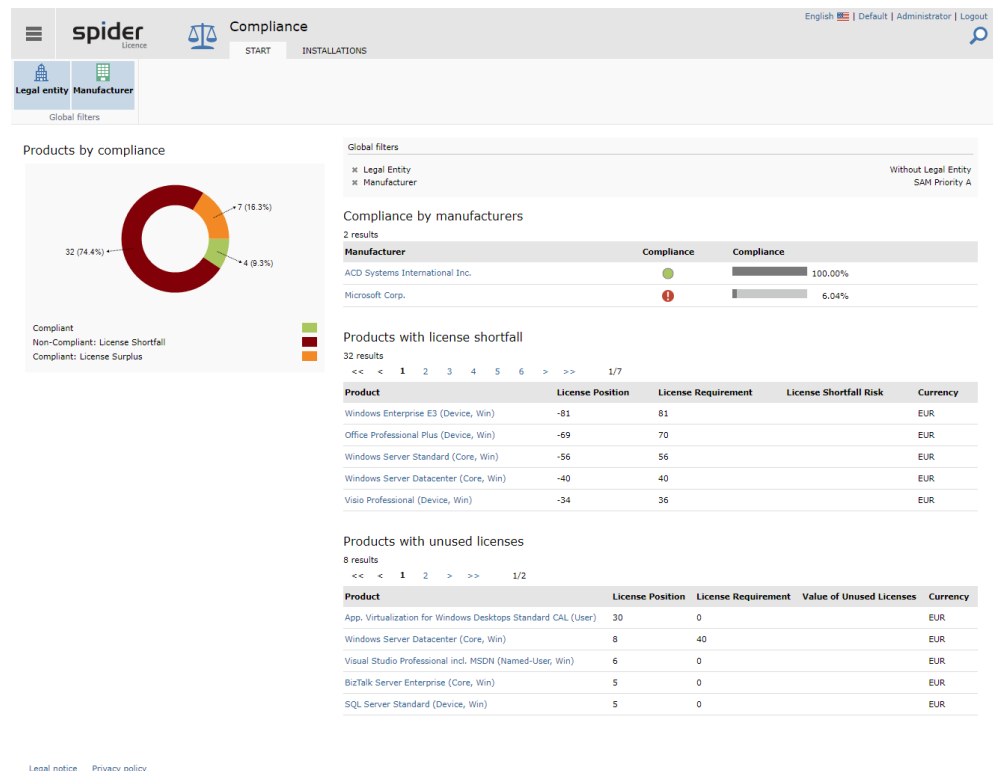 English | Default | Administrator | Logout
spider
Licence
Compliance
START INSTALLATIONS
Legal entity Manufacturer
Global filters
Products by compliance
7 (16.3%)
32 (74.4%)
4 (9.3%)
Compliant
Non-Compliant: License Shortfall
Compliant: License Surplus
Global filters
Legal Entity Without Legal Entity
Manufacturer SAM Priority A
Compliance by manufacturers
2 results
Manufacturer Compliance Compliance
ACD Systems International Inc. 100.00%
Microsoft Corp. 6.04%
Products with license shortfall
32 results
<< < 1 2 3 4 5 6 > >> 1/7
Product License Position License Requirement License Shortfall Risk Currency
Windows Enterprise E3 (Device, Win) -81 81 EUR
Office Professional Plus (Device, Win) -69 70 EUR
Windows Server Standard (Core, Win) -56 56 EUR
Windows Server Datacenter (Core, Win) -40 40 EUR
Visio Professional (Device, Win) -34 36 EUR
Products with unused licenses
8 results
<< < 1 2 > >> 1/2
Product License Position License Requirement Value of Unused Licenses Currency
App. Virtualization for Windows Desktops Standard CAL (User) 30 0 EUR
Windows Server Datacenter (Core, Win) 8 40 EUR
Visual Studio Professional incl. MSDN (Named-User, Win) 6 0 EUR
BizTalk Server Enterprise (Core, Win) 5 0 EUR
SQL Server Standard (Device, Win) 5 0 EUR
Legal notice Privacy policy